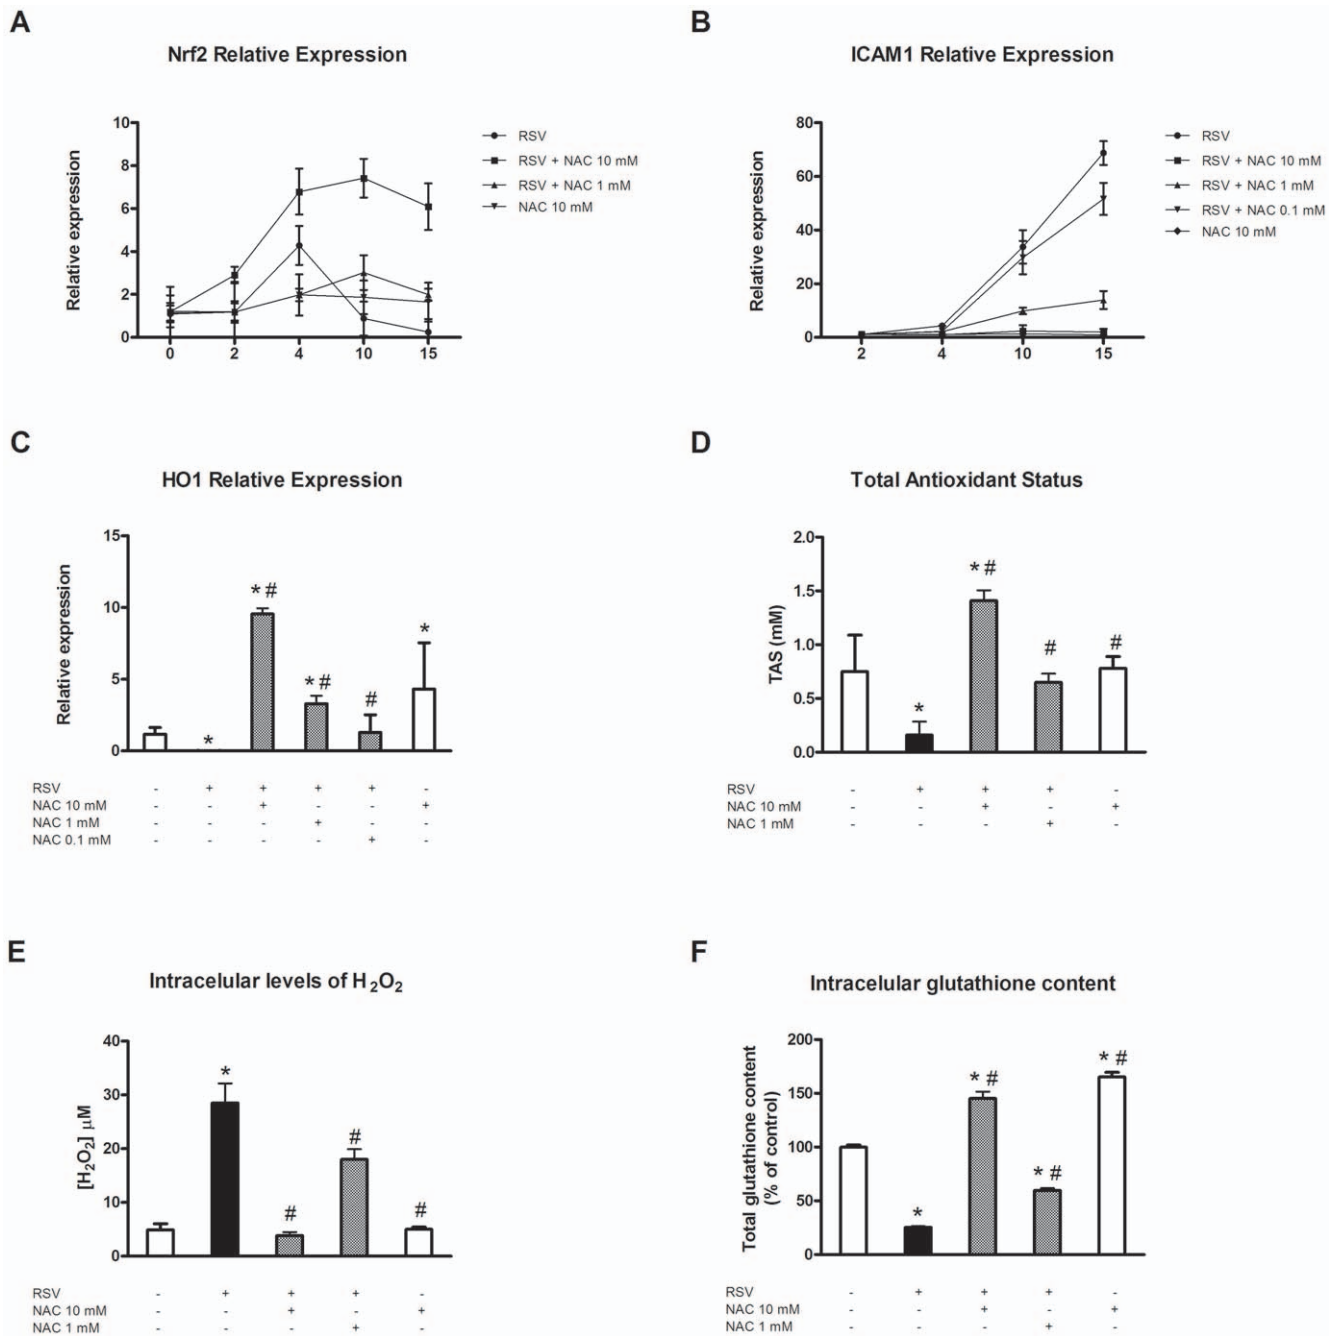 A
Nrf2 Relative Expression
Relative expression
10
8
6
4
2
0
0 2 4 10 15
RSV
RSV + NAC 10 mM
RSV + NAC 1 mM
NAC 10 mM
B
ICAM1 Relative Expression
Relative expression
80
60
40
20
0
2 4 10 15
RSV
RSV + NAC 10 mM
RSV + NAC 1 mM
RSV + NAC 0.1 mM
NAC 10 mM
C
HO1 Relative Expression
Relative expression
15
10
5
0
*
* #
* #
#
*
RSV - + + + + -
NAC 10 mM - - + - - +
NAC 1 mM - - - + - -
NAC 0.1 mM - - - - + -
D
Total Antioxidant Status
TAS (mM)
2.0
1.5
1.0
0.5
0.0
*
* #
#
#
RSV - + + + -
NAC 10 mM - - + - +
NAC 1 mM - - - + -
E
Intracelular levels of H₂O₂
[H₂O₂] µM
40
30
20
10
0
*
#
#
#
RSV - + + + -
NAC 10 mM - - + - +
NAC 1 mM - - - + -
F
Intracelular glutathione content
Total glutathione content
(% of control)
200
150
100
50
0
*
* #
* #
* #
RSV - + + + -
NAC 10 mM - - + - +
NAC 1 mM - - - + -